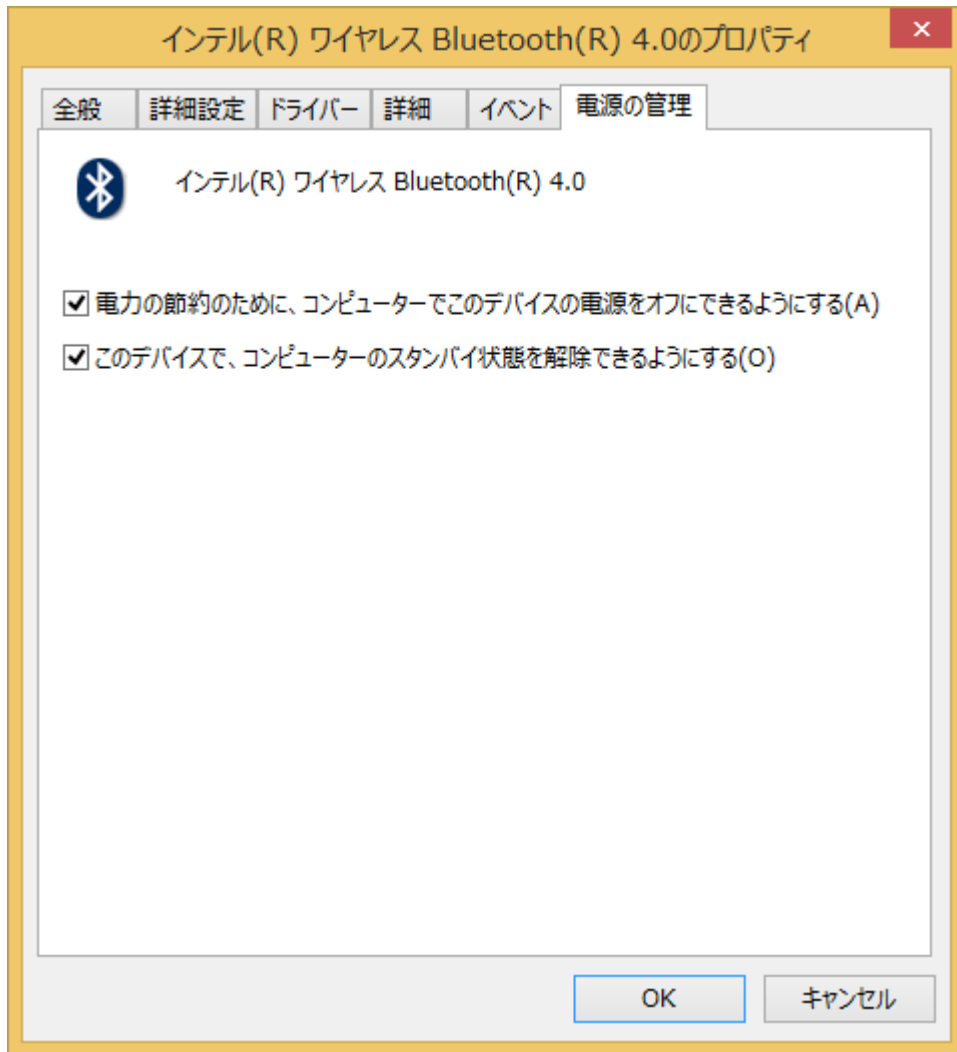 インテル(R) ワイヤレス Bluetooth(R) 4.0のプロパティ
全般 詳細設定 ドライバー 詳細 イベント 電源の管理
インテル(R) ワイヤレス Bluetooth(R) 4.0
電力の節約のために、コンピューターでこのデバイスの電源をオフにできるようにする(A)
このデバイスで、コンピューターのスタンバイ状態を解除できるようにする(O)
OK キャンセル